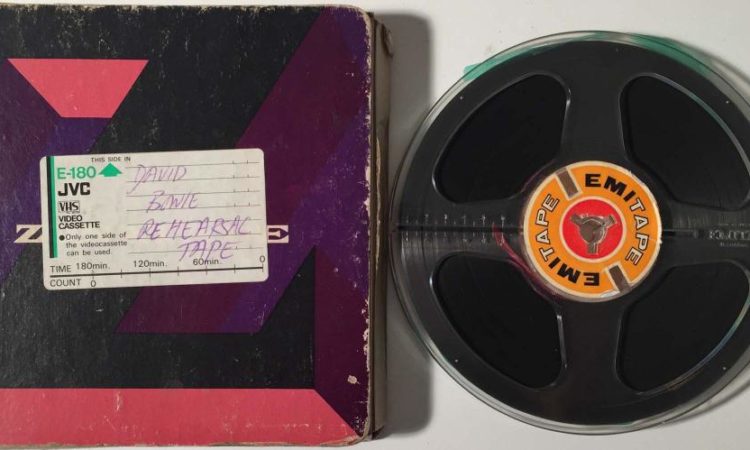 THIS SIDE IN
E-180
JVC
VHS
VIDEO
CASSETTE
●Only one side of
the videocassette
can be used.
DAVID
BOWIE
REHEARSAL
TAPE
TIME 180min. 120min. 60min. 0
COUNT 0
Z
E
EMITAPE
EMITAPE